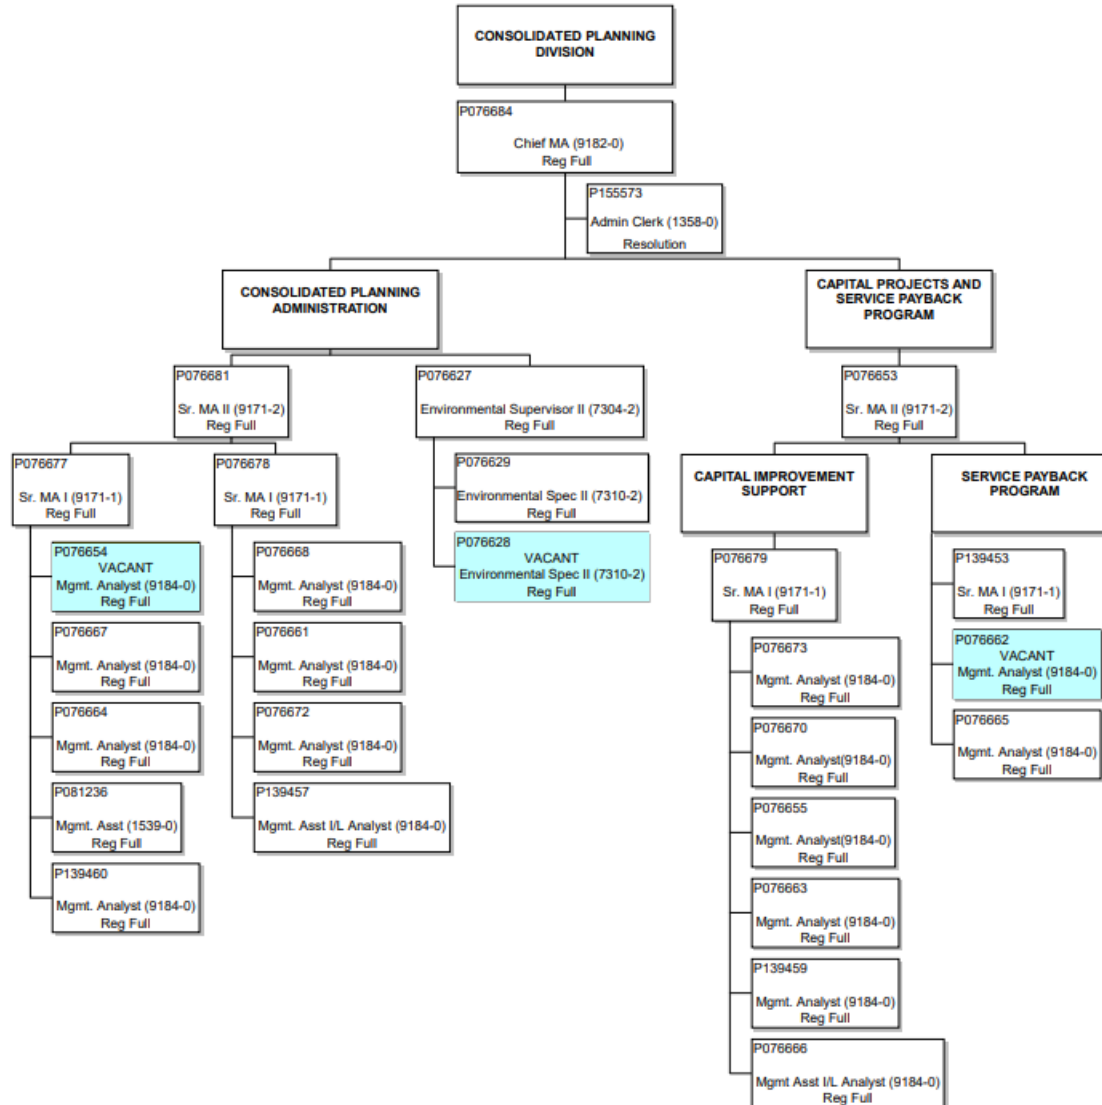 CONSOLIDATED PLANNING
DIVISION
P076684
Chief MA (9182-0)
Reg Full
P155573
Admin Clerk (1358-0)
Resolution
CONSOLIDATED PLANNING
ADMINISTRATION
CAPITAL PROJECTS AND
SERVICE PAYBACK
PROGRAM
P076681
Sr. MA II (9171-2)
Reg Full
P076627
Environmental Supervisor II (7304-2)
Reg Full
P076653
Sr. MA II (9171-2)
Reg Full
P076677
Sr. MA I (9171-1)
Reg Full
P076654
VACANT
Mgmt. Analyst (9184-0)
Reg Full
P076667
Mgmt. Analyst (9184-0)
Reg Full
P076664
Mgmt. Analyst (9184-0)
Reg Full
P081236
Mgmt. Asst (1539-0)
Reg Full
P139460
Mgmt. Analyst (9184-0)
Reg Full
P076678
Sr. MA I (9171-1)
Reg Full
P076668
Mgmt. Analyst (9184-0)
Reg Full
P076661
Mgmt. Analyst (9184-0)
Reg Full
P076672
Mgmt. Analyst (9184-0)
Reg Full
P139457
Mgmt. Asst I/L Analyst (9184-0)
Reg Full
P076629
Environmental Spec II (7310-2)
Reg Full
P076628
VACANT
Environmental Spec II (7310-2)
Reg Full
CAPITAL IMPROVEMENT
SUPPORT
P076679
Sr. MA I (9171-1)
Reg Full
P076673
Mgmt. Analyst (9184-0)
Reg Full
P076670
Mgmt. Analyst(9184-0)
Reg Full
P076655
Mgmt. Analyst(9184-0)
Reg Full
P076663
Mgmt. Analyst (9184-0)
Reg Full
P139459
Mgmt. Analyst (9184-0)
Reg Full
P076666
Mgmt Asst I/L Analyst (9184-0)
Reg Full
SERVICE PAYBACK
PROGRAM
P139453
Sr. MA I (9171-1)
Reg Full
P076662
VACANT
Mgmt. Analyst (9184-0)
Reg Full
P076665
Mgmt. Analyst (9184-0)
Reg Full